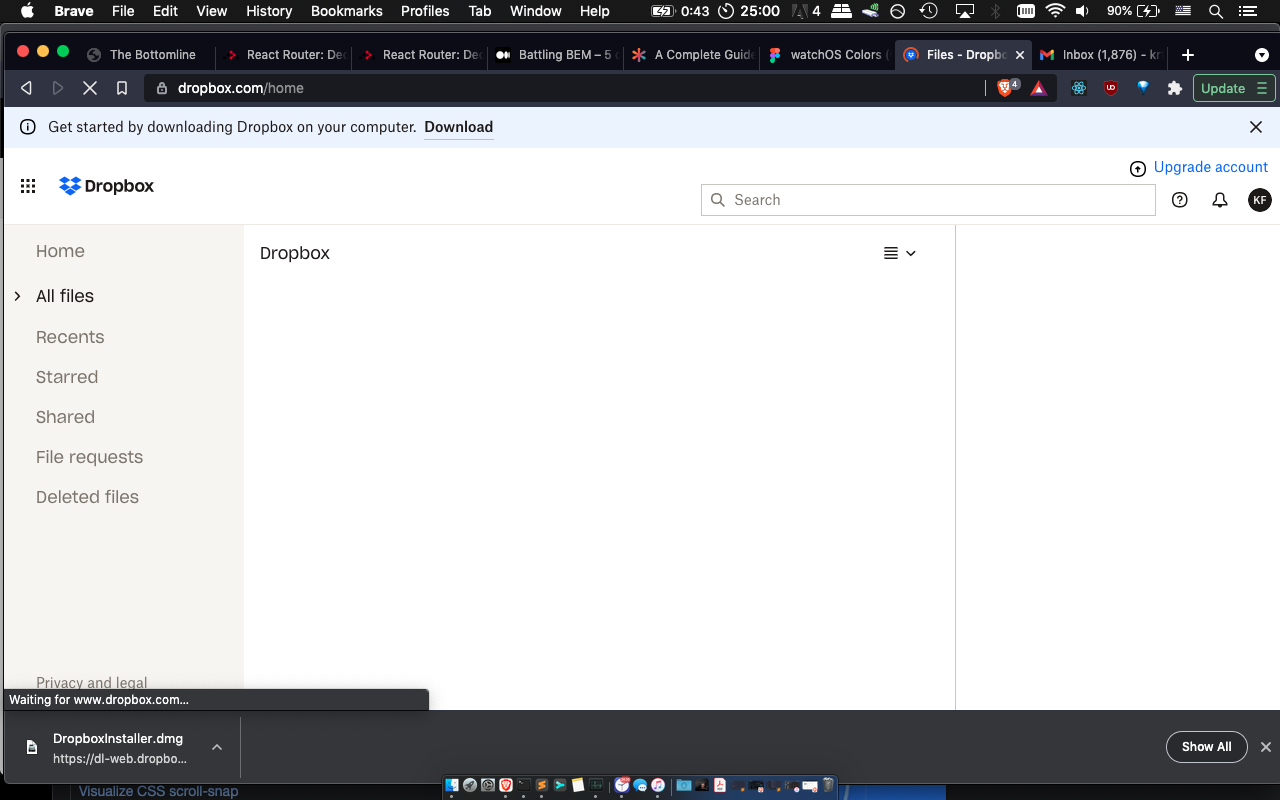 Brave File Edit View History Bookmarks Profiles Tab Window Help 0:43 25:00 4 90%
The Bottomline React Router: Dec React Router: Dec Battling BEM – 5 A Complete Guide watchOS Colors Files - Dropbo Inbox (1,876) - kr
dropbox.com/home 4 Update
Get started by downloading Dropbox on your computer. Download
Upgrade account
Dropbox
Search
KF
Home
Dropbox
All files
Recents
Starred
Shared
File requests
Deleted files
Privacy and legal
Waiting for www.dropbox.com...
DropboxInstaller.dmg
https://dl-web.dropbo...
Show All
Visualize CSS scroll-snap